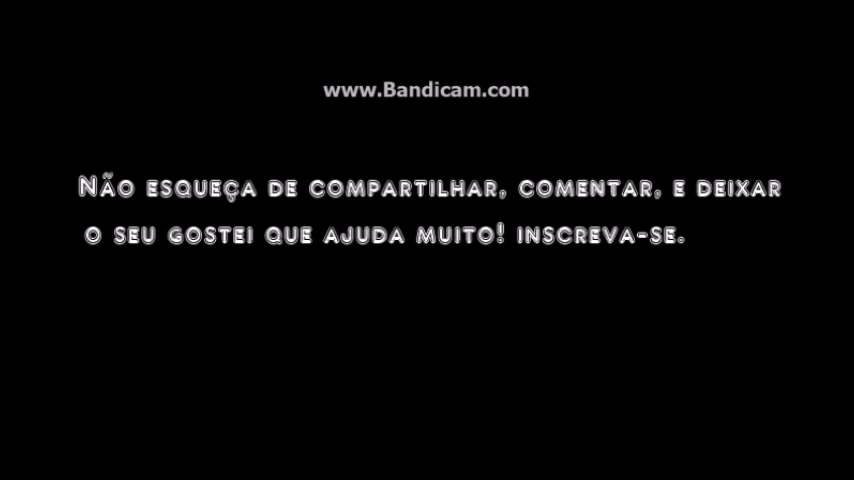 www.Bandicam.com
Não esqueça de compartilhar, comentar, e deixar
o seu gostei que ajuda muito! inscreva-se.